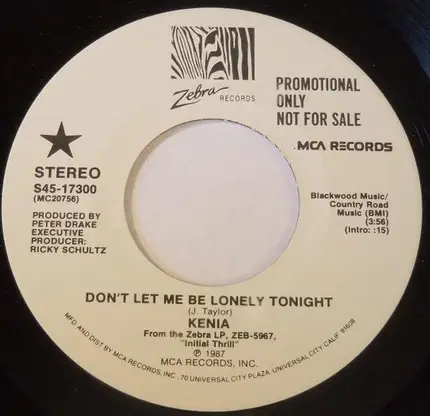 Zebra RECORDS
PROMOTIONAL
ONLY
NOT FOR SALE
MCA RECORDS
STEREO
S45-17300
(MC20756)
PRODUCED BY
PETER DRAKE
EXECUTIVE
PRODUCER:
RICKY SCHULTZ
Blackwood Music/
Country Road
Music (BMI)
(3:56)
(Intro: :15)
DON'T LET ME BE LONELY TONIGHT
(J. Taylor)
KENIA
From the Zebra LP, ZEB-5967,
"Initial Thrill"
℗ 1987
MCA RECORDS, INC.
MFD AND DIST BY MCA RECORDS, INC., 70 UNIVERSAL CITY PLAZA, UNIVERSAL CITY, CALIF. 91608